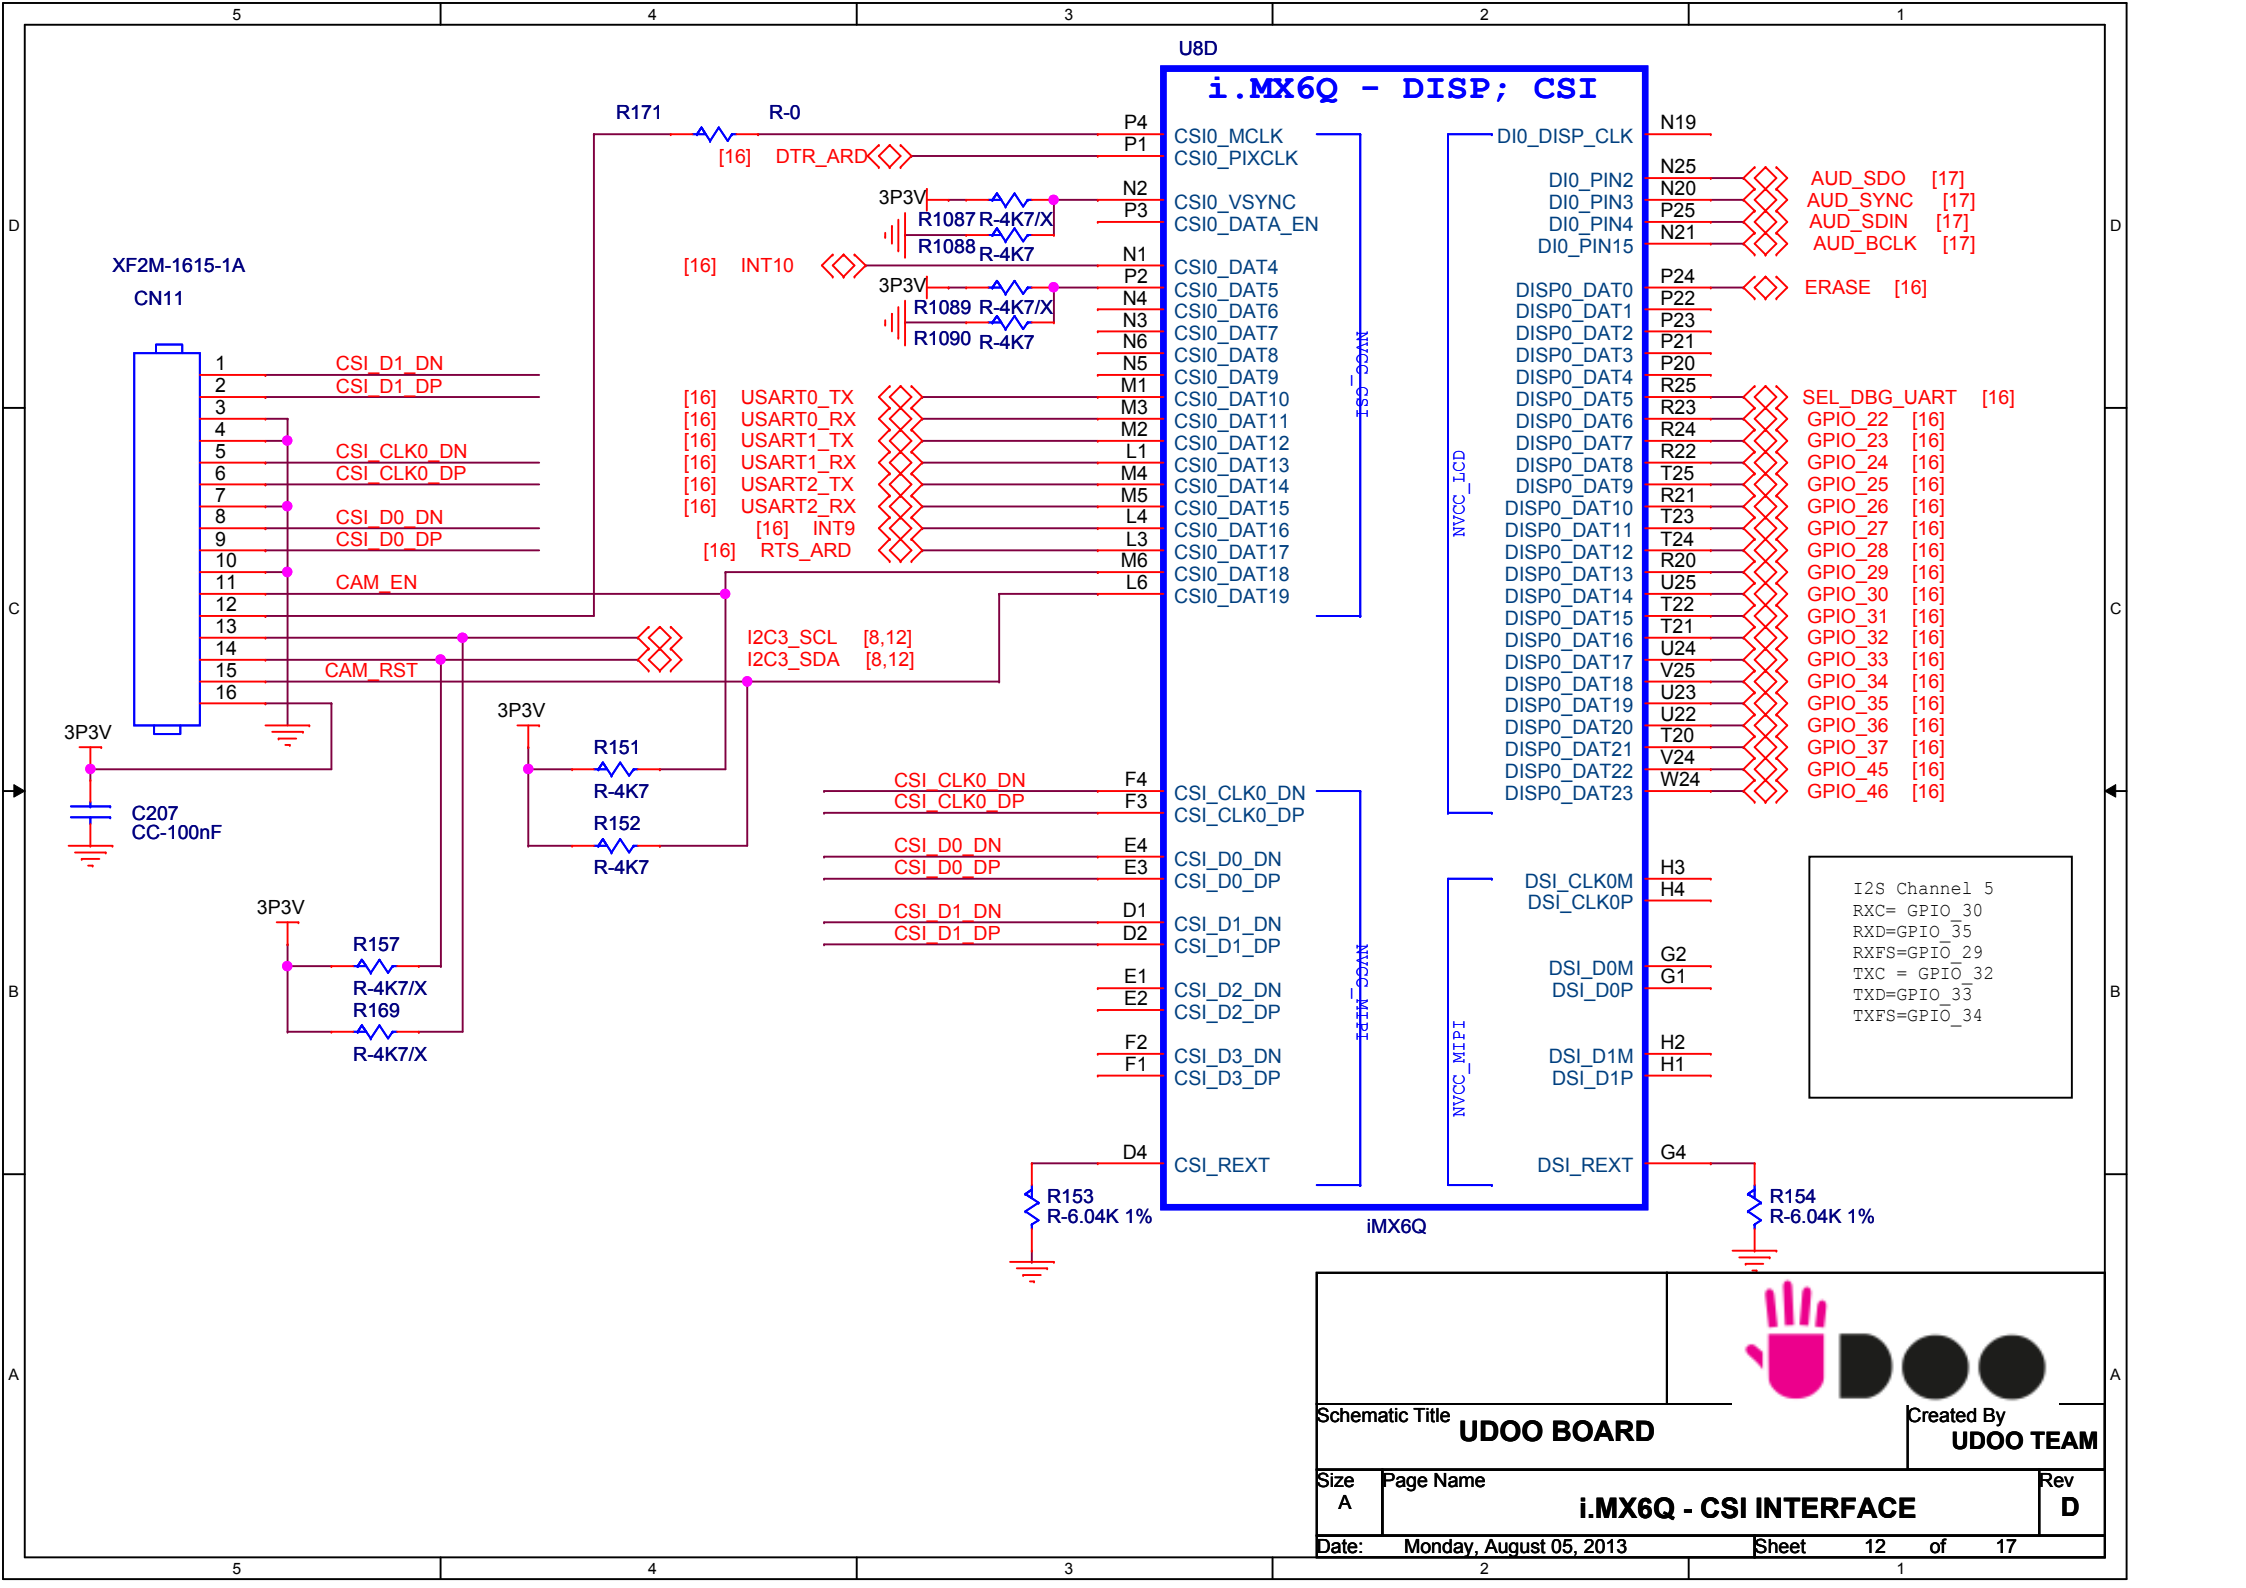 5 4 3 2 1
D D
C C
B B
A A
5 4 3 2 1
U8D
i.MX6Q - DISP; CSI
R171 R-0
[16] DTR_ARD
3P3V
R1087 R-4K7/X
R1088 R-4K7
[16] INT10
3P3V
R1089 R-4K7/X
R1090 R-4K7
[16] USART0_TX
[16] USART0_RX
[16] USART1_TX
[16] USART1_RX
[16] USART2_TX
[16] USART2_RX
[16] INT9
[16] RTS_ARD
P4 CSI0_MCLK
P1 CSI0_PIXCLK
N2 CSI0_VSYNC
P3 CSI0_DATA_EN
N1 CSI0_DAT4
P2 CSI0_DAT5
N4 CSI0_DAT6
N3 CSI0_DAT7
N6 CSI0_DAT8
N5 CSI0_DAT9
M1 CSI0_DAT10
M3 CSI0_DAT11
M2 CSI0_DAT12
L1 CSI0_DAT13
M4 CSI0_DAT14
M5 CSI0_DAT15
L4 CSI0_DAT16
L3 CSI0_DAT17
M6 CSI0_DAT18
L6 CSI0_DAT19
NVCC_CSI
XF2M-1615-1A
CN11
1 CSI_D1_DN
2 CSI_D1_DP
3
4
5 CSI_CLK0_DN
6 CSI_CLK0_DP
7
8 CSI_D0_DN
9 CSI_D0_DP
10
11 CAM_EN
12
13 I2C3_SCL [8,12]
14 I2C3_SDA [8,12]
15 CAM_RST
16
3P3V
C207
CC-100nF
3P3V
R151
R-4K7
R152
R-4K7
3P3V
R157
R-4K7/X
R169
R-4K7/X
CSI_CLK0_DN F4 CSI_CLK0_DN
CSI_CLK0_DP F3 CSI_CLK0_DP
CSI_D0_DN E4 CSI_D0_DN
CSI_D0_DP E3 CSI_D0_DP
CSI_D1_DN D1 CSI_D1_DN
CSI_D1_DP D2 CSI_D1_DP
E1 CSI_D2_DN
E2 CSI_D2_DP
F2 CSI_D3_DN
F1 CSI_D3_DP
D4 CSI_REXT
NVCC_MIPI
R153
R-6.04K 1%
DI0_DISP_CLK N19
DI0_PIN2 N25 AUD_SDO [17]
DI0_PIN3 N20 AUD_SYNC [17]
DI0_PIN4 P25 AUD_SDIN [17]
DI0_PIN15 N21 AUD_BCLK [17]
DISP0_DAT0 P24 ERASE [16]
DISP0_DAT1 P22
DISP0_DAT2 P23
DISP0_DAT3 P21
DISP0_DAT4 P20
DISP0_DAT5 R25 SEL_DBG_UART [16]
DISP0_DAT6 R23 GPIO_22 [16]
DISP0_DAT7 R24 GPIO_23 [16]
DISP0_DAT8 R22 GPIO_24 [16]
DISP0_DAT9 T25 GPIO_25 [16]
DISP0_DAT10 R21 GPIO_26 [16]
DISP0_DAT11 T23 GPIO_27 [16]
DISP0_DAT12 T24 GPIO_28 [16]
DISP0_DAT13 R20 GPIO_29 [16]
DISP0_DAT14 U25 GPIO_30 [16]
DISP0_DAT15 T22 GPIO_31 [16]
DISP0_DAT16 T21 GPIO_32 [16]
DISP0_DAT17 U24 GPIO_33 [16]
DISP0_DAT18 V25 GPIO_34 [16]
DISP0_DAT19 U23 GPIO_35 [16]
DISP0_DAT20 U22 GPIO_36 [16]
DISP0_DAT21 T20 GPIO_37 [16]
DISP0_DAT22 V24 GPIO_45 [16]
DISP0_DAT23 W24 GPIO_46 [16]
NVCC_LCD
DSI_CLK0M H3
DSI_CLK0P H4
DSI_D0M G2
DSI_D0P G1
DSI_D1M H2
DSI_D1P H1
DSI_REXT G4
NVCC_MIPI
R154
R-6.04K 1%
iMX6Q
I2S Channel 5
RXC= GPIO_30
RXD=GPIO_35
RXFS=GPIO_29
TXC = GPIO_32
TXD=GPIO_33
TXFS=GPIO_34
UDOO
Schematic Title UDOO BOARD
Created By UDOO TEAM
Size A
Page Name i.MX6Q - CSI INTERFACE
Rev D
Date: Monday, August 05, 2013
Sheet 12 of 17